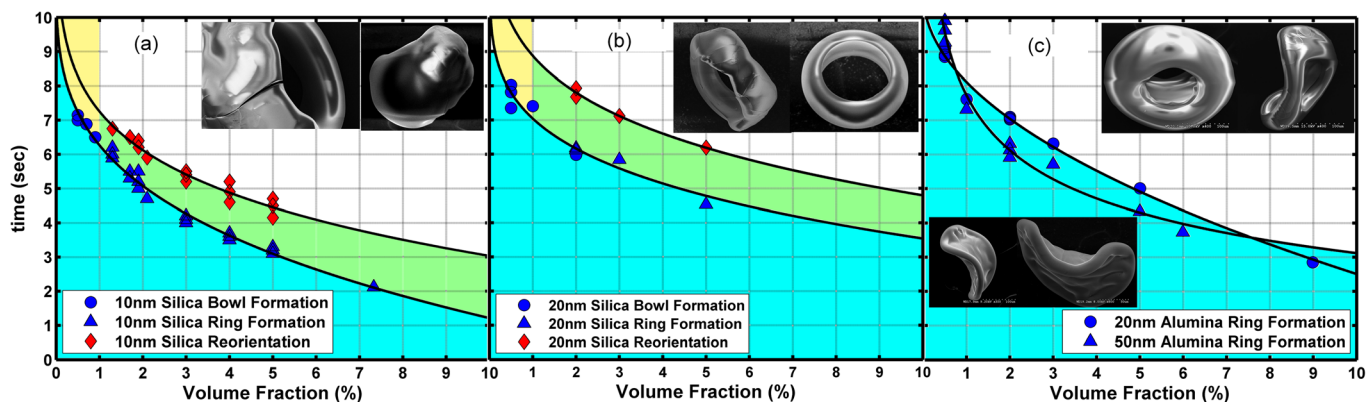 time (sec)
10
9
8
7
6
5
4
3
2
1
0
(a)
10nm Silica Bowl Formation
10nm Silica Ring Formation
10nm Silica Reorientation
0 1 2 3 4 5 6 7 8 9 10
Volume Fraction (%)
(b)
20nm Silica Bowl Formation
20nm Silica Ring Formation
20nm Silica Reorientation
1 2 3 4 5 6 7 8 9 10
Volume Fraction (%)
(c)
20nm Alumina Ring Formation
50nm Alumina Ring Formation
1 2 3 4 5 6 7 8 9 10
Volume Fraction (%)